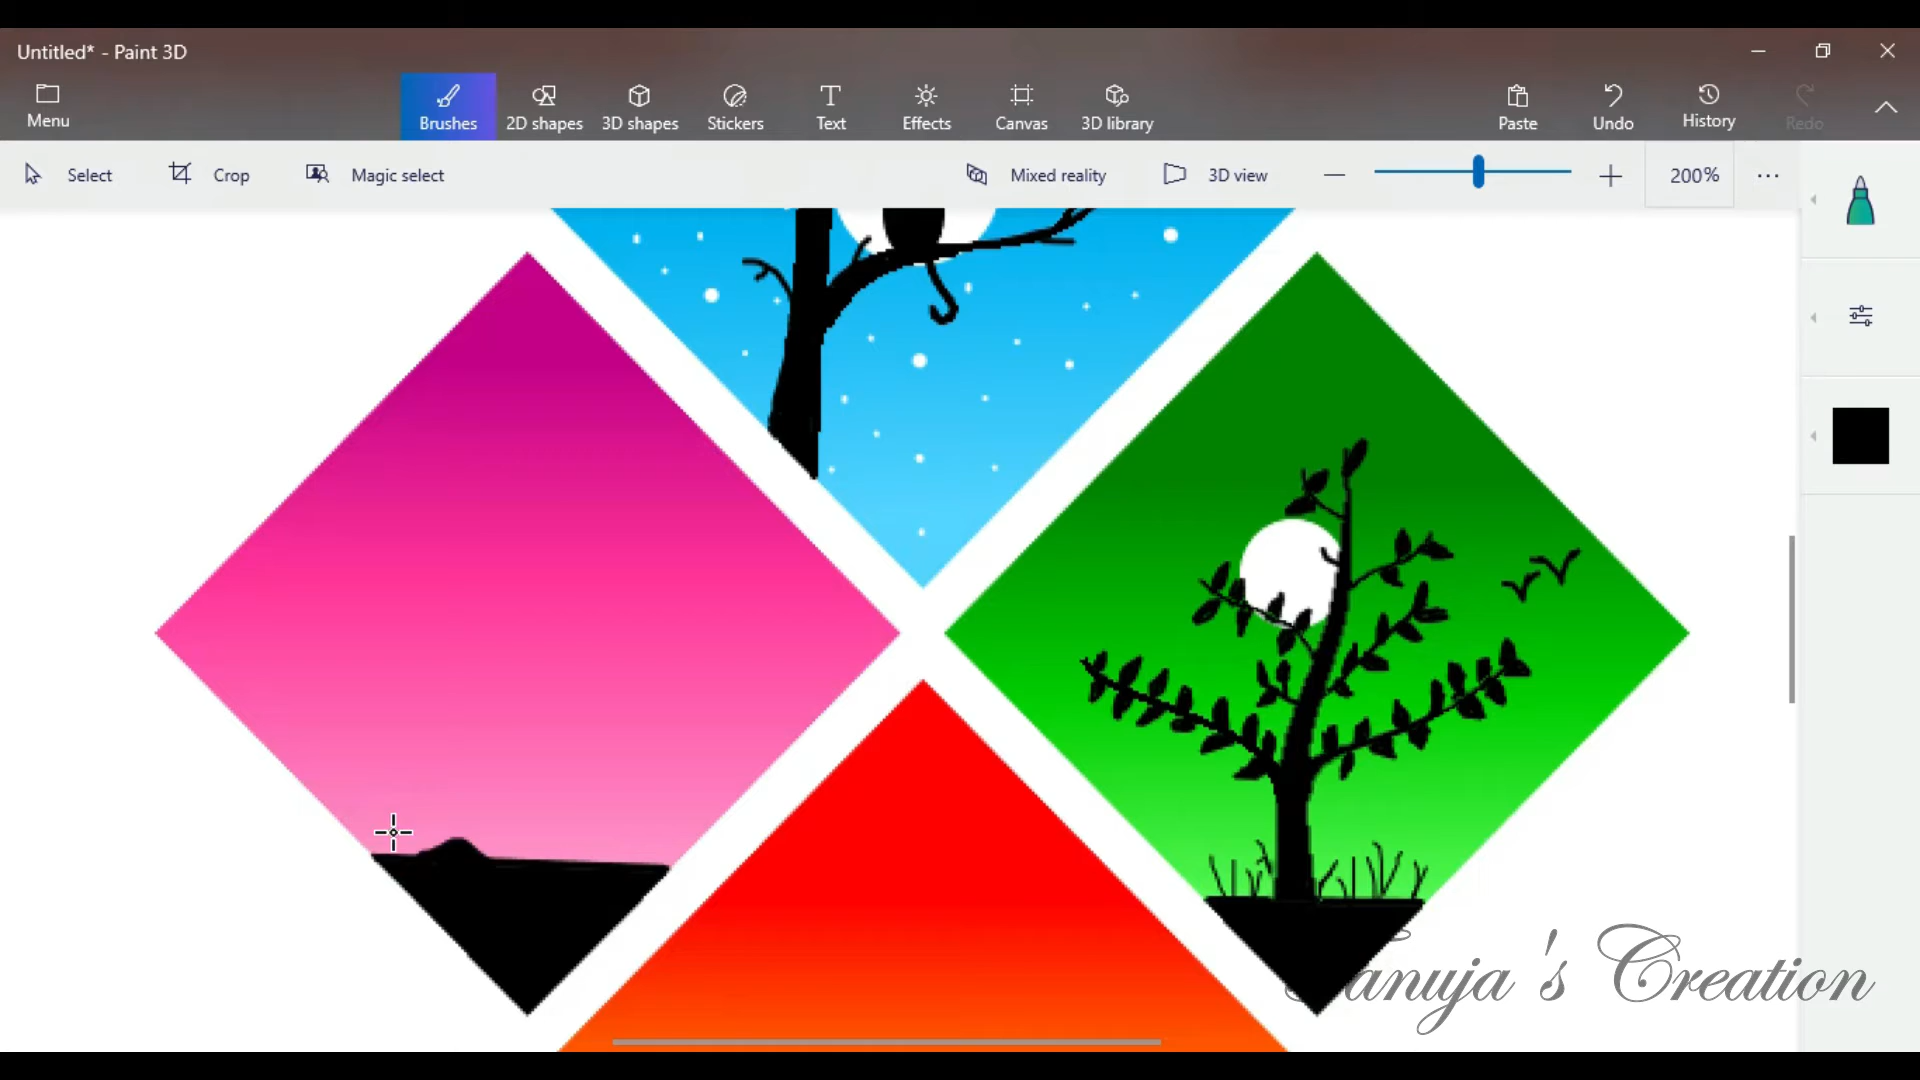 Untitled* - Paint 3D
Menu
Brushes
2D shapes
3D shapes
Stickers
Text
Effects
Canvas
3D library
Paste
Undo
History
Redo
Select
Crop
Magic select
Mixed reality
3D view
200%
anuja 's Creation